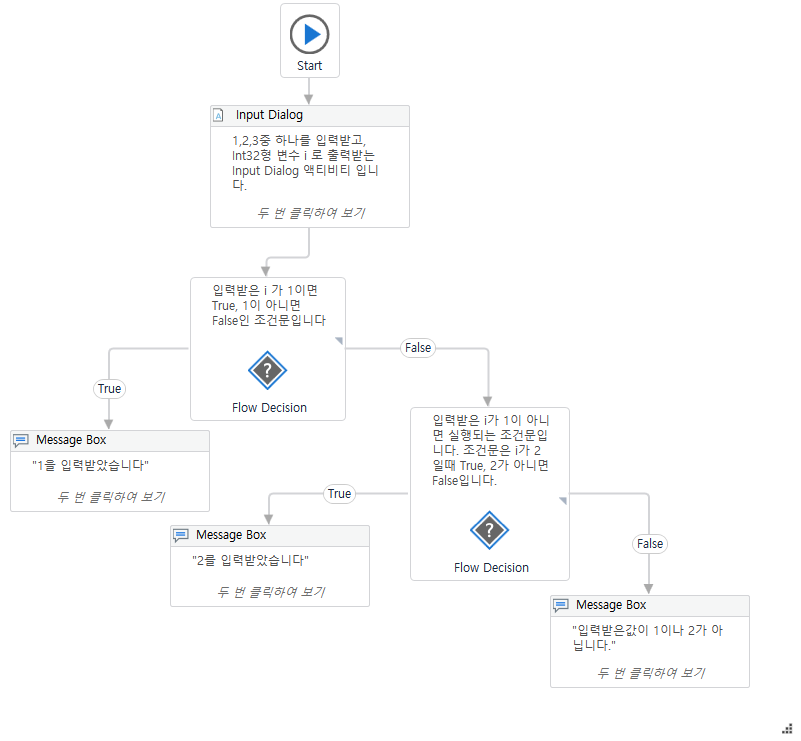 Start
Input Dialog
1,2,3중 하나를 입력받고,
Int32형 변수 i 로 출력받는
Input Dialog 액티비티 입니
다.
두 번 클릭하여 보기
입력받은 i 가 1이면
True, 1이 아니면
False인 조건문입니다
Flow Decision
True
False
Message Box
"1을 입력받았습니다"
두 번 클릭하여 보기
입력받은 i가 1이 아니
면 실행되는 조건문입
니다. 조건문은 i가 2
일때 True, 2가 아니면
False입니다.
Flow Decision
True
False
Message Box
"2를 입력받았습니다"
두 번 클릭하여 보기
Message Box
"입력받은값이 1이나 2가 아
닙니다."
두 번 클릭하여 보기